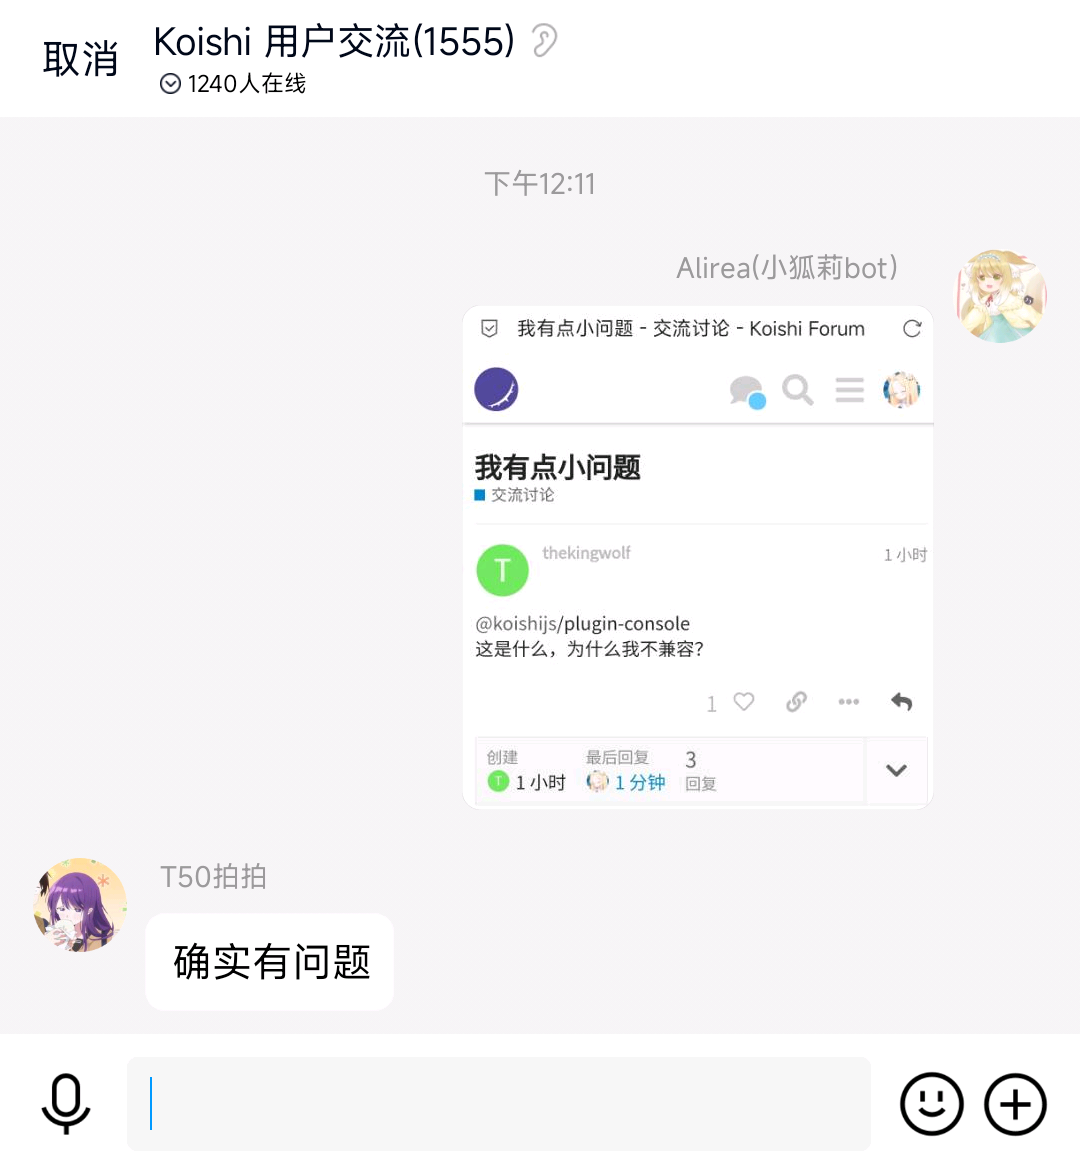 取消
Koishi 用户交流(1555)
1240人在线
下午12:11
Alirea(小狐莉bot)
我有点小问题 - 交流讨论 - Koishi Forum
我有点小问题
交流讨论
T
thekingwolf
1 小时
@koishijs/plugin-console
这是什么，为什么我不兼容？
1
创建
最后回复
3
T
1 小时
1 分钟
回复
T50拍拍
确实有问题